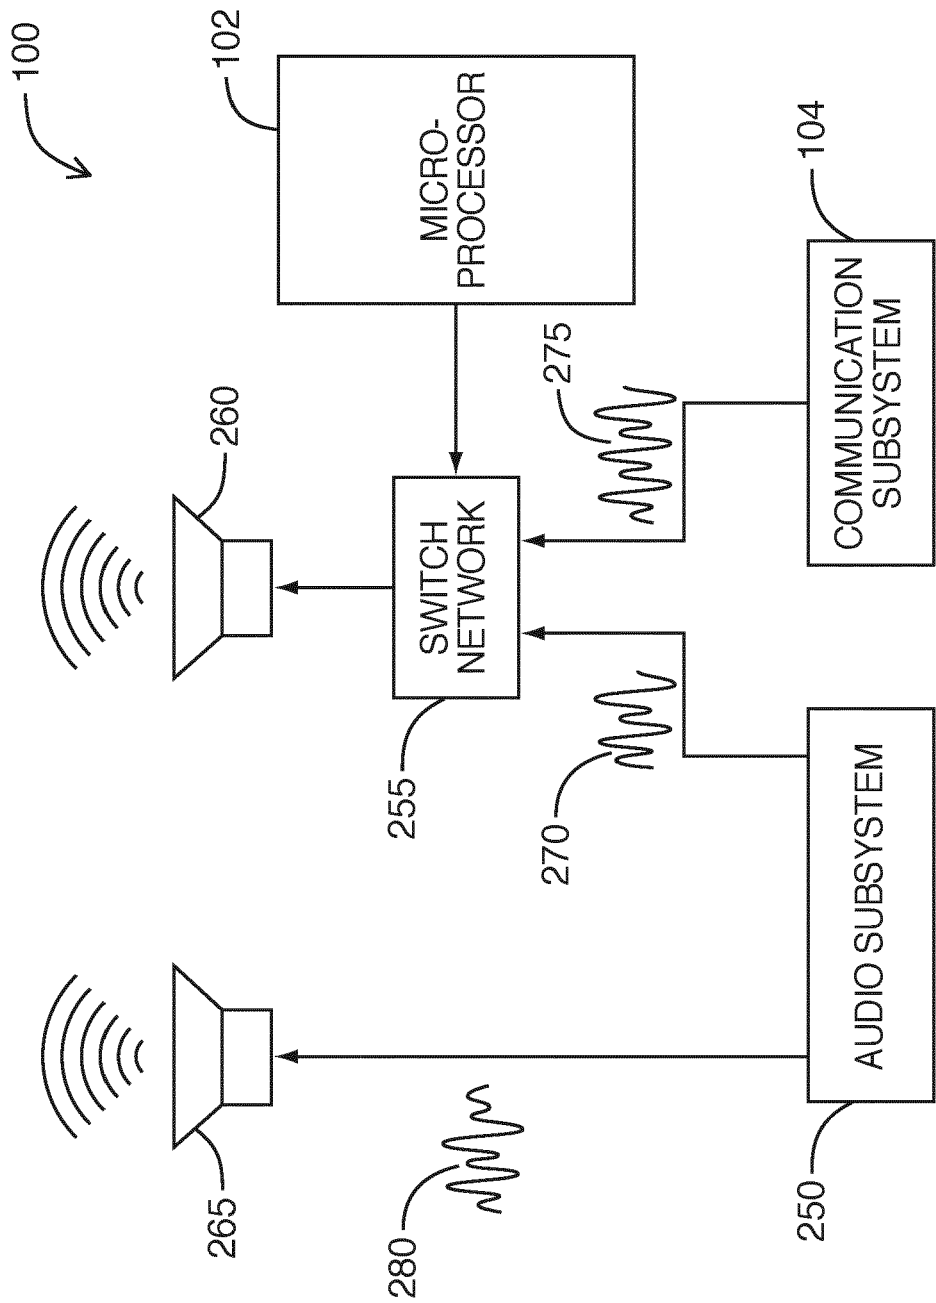 100
102
MICRO-
PROCESSOR
104
COMMUNICATION
SUBSYSTEM
275
260
SWITCH
NETWORK
255
270
AUDIO SUBSYSTEM
250
265
280